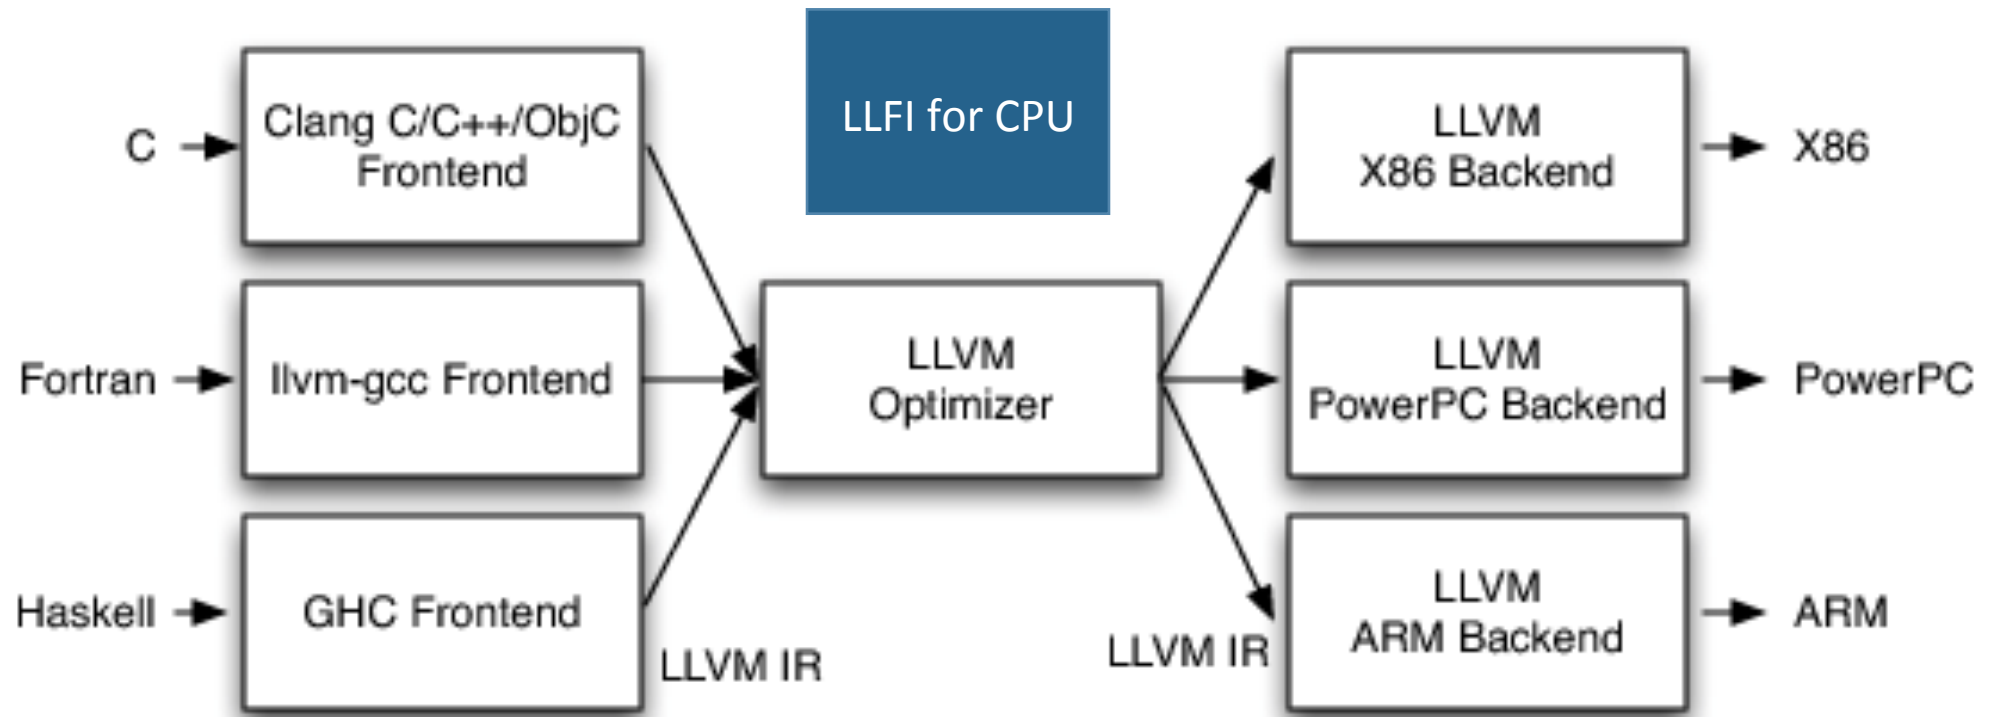 LLFI for CPU
C
Clang C/C++/ObjC
Frontend
LLVM
X86 Backend
X86
Fortran
llvm-gcc Frontend
LLVM
Optimizer
LLVM
PowerPC Backend
PowerPC
Haskell
GHC Frontend
LLVM IR
LLVM IR
LLVM
ARM Backend
ARM